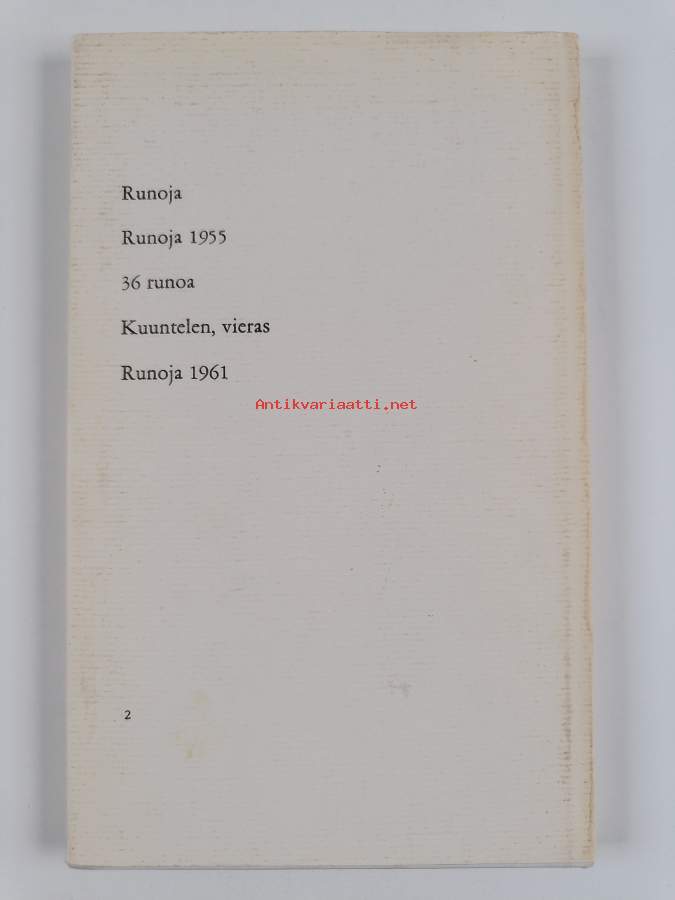 Runoja
Runoja 1955
36 runoa
Kuuntelen, vieras
Runoja 1961
Antikvariaatti.net
2